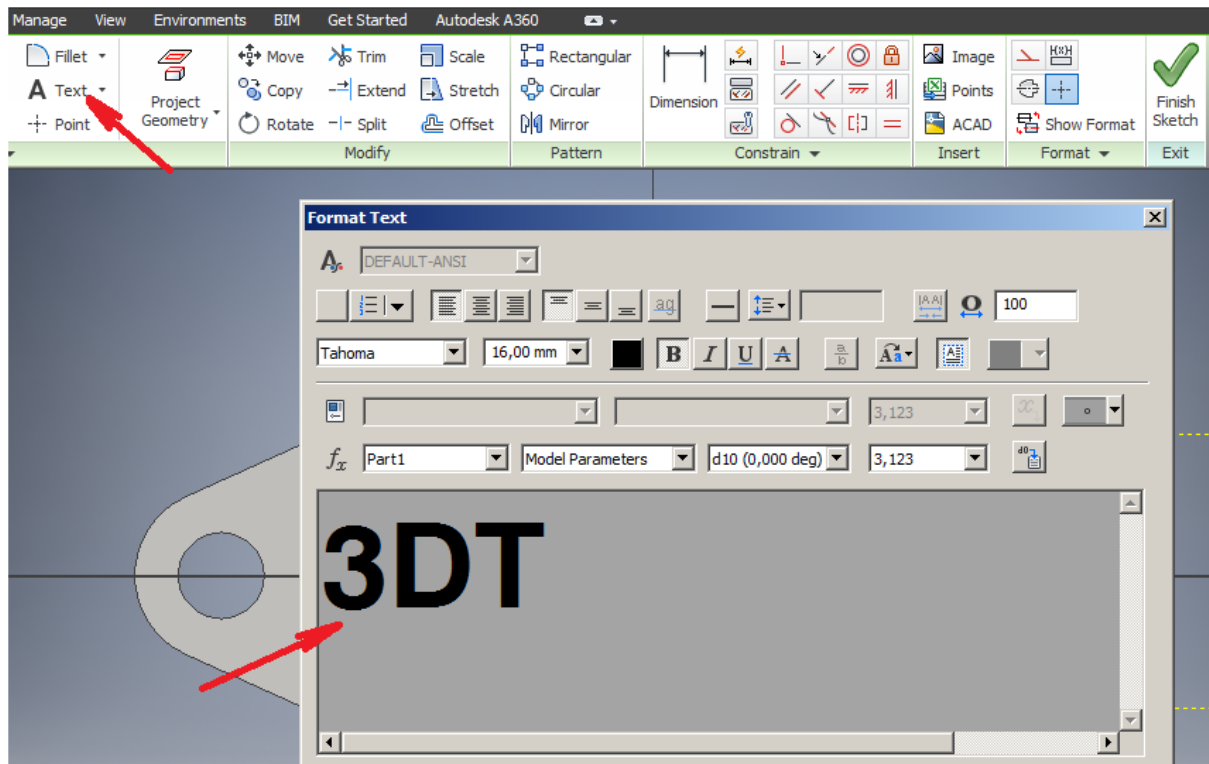 Manage View Environments BIM Get Started Autodesk A360
Fillet Move Trim Scale Rectangular Image
A Text Project Geometry Copy Extend Stretch Circular Dimension Points Finish Sketch
Point Rotate Split Offset Mirror ACAD Show Format
Modify Pattern Constrain Insert Format Exit
Format Text
DEFAULT-ANSI
ag 100
Tahoma 16,00 mm B I U A a b Aa A
3,123
fx Part1 Model Parameters d10 (0,000 deg) 3,123
3DT